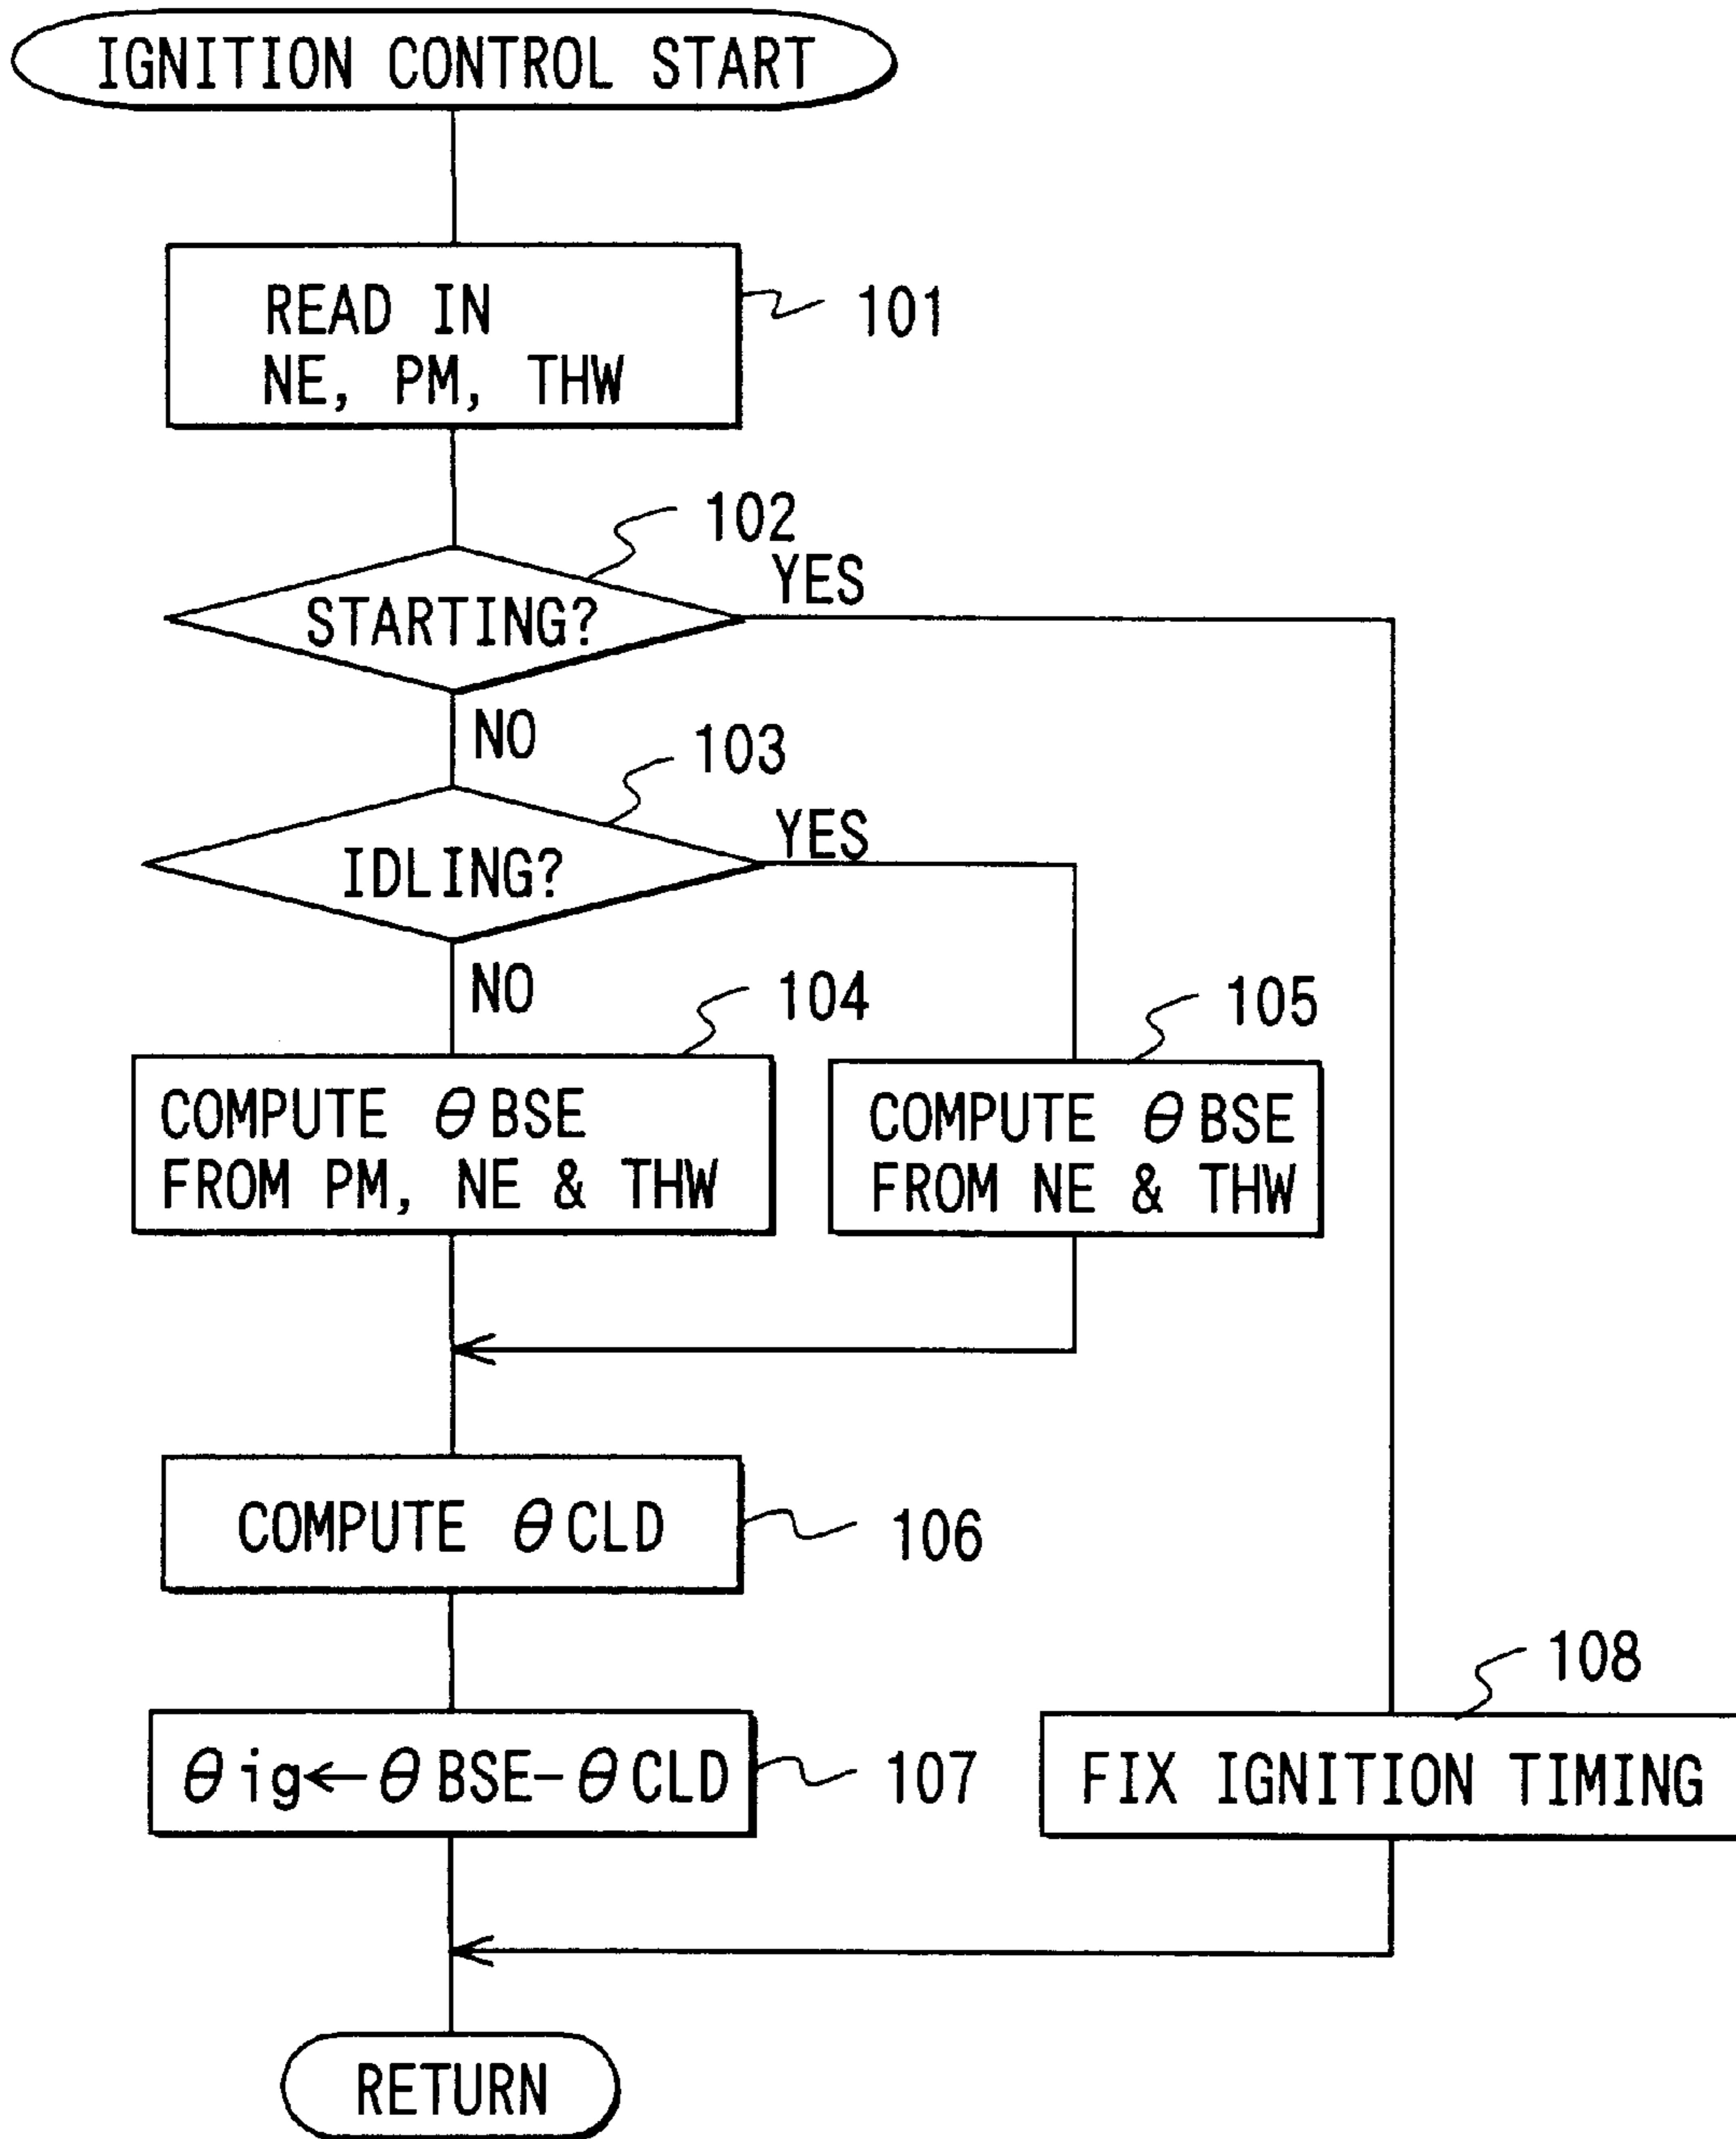 IGNITION CONTROL START
READ IN
NE, PM, THW
101
102
YES
STARTING?
NO
103
YES
IDLING?
NO
104
105
COMPUTE θBSE
FROM PM, NE & THW
COMPUTE θBSE
FROM NE & THW
COMPUTE θCLD
106
108
θig←θBSE-θCLD
107
FIX IGNITION TIMING
RETURN